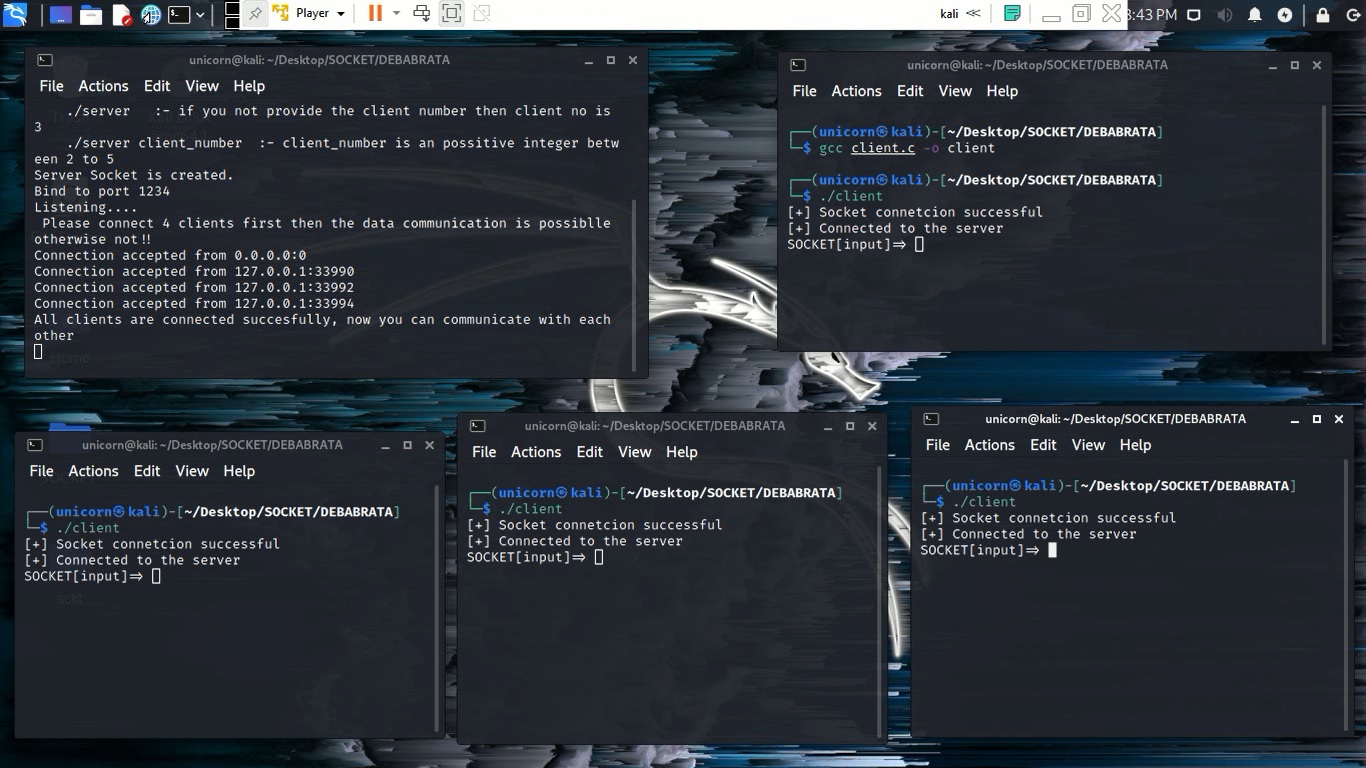 Player
kali
3:43 PM
unicorn@kali: ~/Desktop/SOCKET/DEBABRATA
File Actions Edit View Help
./server :- if you not provide the client number then client no is
3
./server client_number :- client_number is an possitive integer betw
een 2 to 5
Server Socket is created.
Bind to port 1234
Listening....
Please connect 4 clients first then the data communication is possiblle
otherwise not!!
Connection accepted from 0.0.0.0:0
Connection accepted from 127.0.0.1:33990
Connection accepted from 127.0.0.1:33992
Connection accepted from 127.0.0.1:33994
All clients are connected succesfully, now you can communicate with each
other
Home
unicorn@kali: ~/Desktop/SOCKET/DEBABRATA
File Actions Edit View Help
┌──(unicorn㉿kali)-[~/Desktop/SOCKET/DEBABRATA]
└─$ gcc client.c -o client
┌──(unicorn㉿kali)-[~/Desktop/SOCKET/DEBABRATA]
└─$ ./client
[+] Socket connetcion successful
[+] Connected to the server
SOCKET[input]=>
unicorn@kali: ~/Desktop/SOCKET/DEBABRATA
File Actions Edit View Help
┌──(unicorn㉿kali)-[~/Desktop/SOCKET/DEBABRATA]
└─$ ./client
[+] Socket connetcion successful
[+] Connected to the server
SOCKET[input]=>
sckt
unicorn@kali: ~/Desktop/SOCKET/DEBABRATA
File Actions Edit View Help
┌──(unicorn㉿kali)-[~/Desktop/SOCKET/DEBABRATA]
└─$ ./client
[+] Socket connetcion successful
[+] Connected to the server
SOCKET[input]=>
unicorn@kali: ~/Desktop/SOCKET/DEBABRATA
File Actions Edit View Help
┌──(unicorn㉿kali)-[~/Desktop/SOCKET/DEBABRATA]
└─$ ./client
[+] Socket connetcion successful
[+] Connected to the server
SOCKET[input]=>